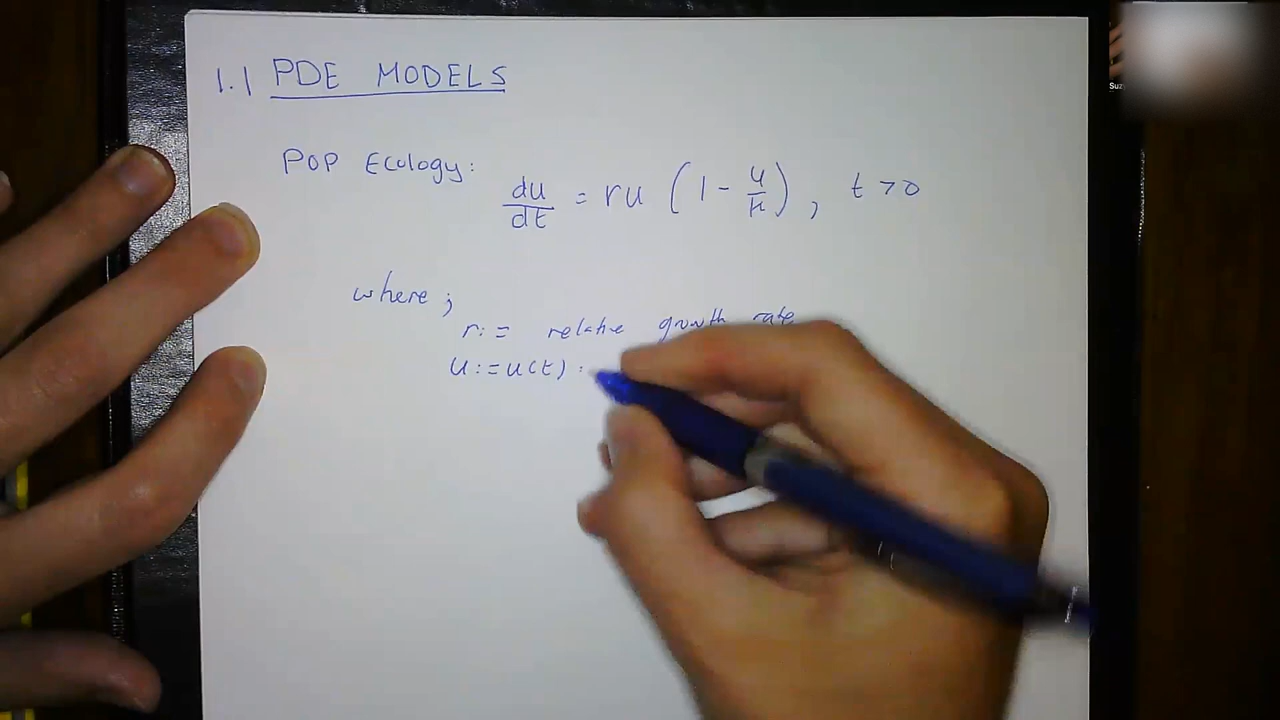 1.1 PDE MODELS
POP Ecology:
du/dt = ru (1 - u/k), t > 0
where ;
r := relative growth rate
u := u(t) :